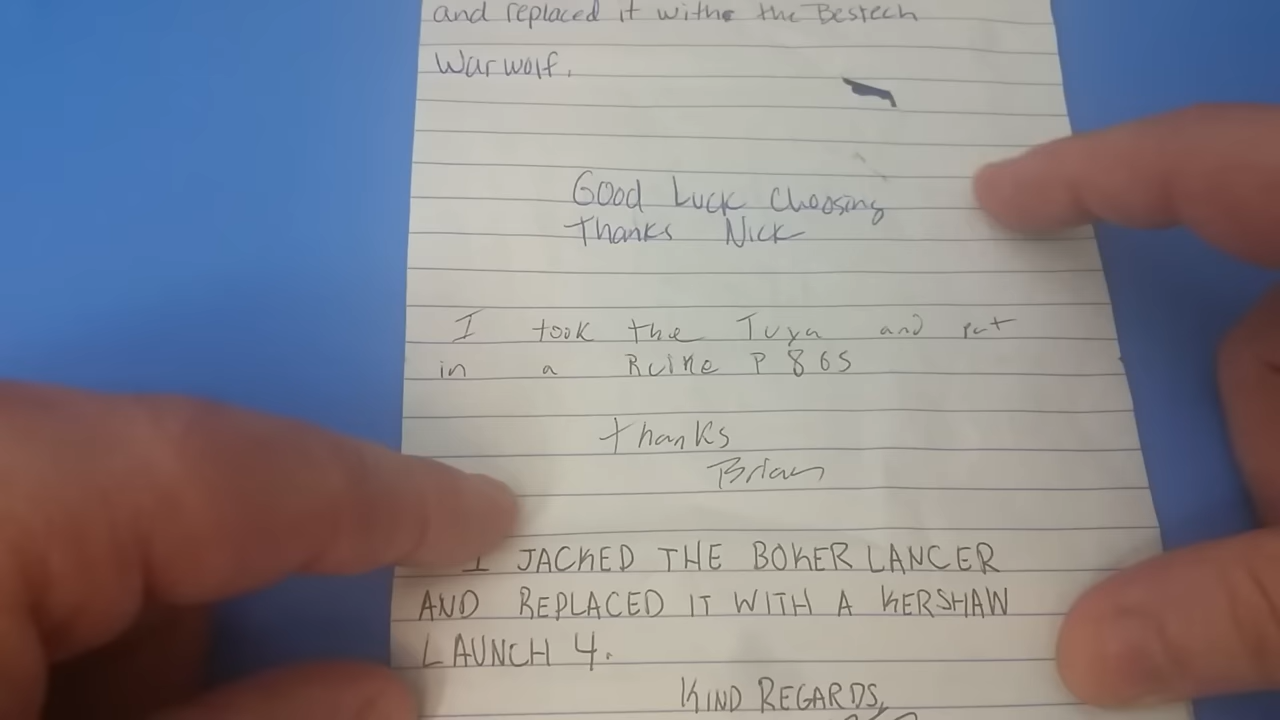 and replaced it withe the Bestech
Warwolf.
Good Luck Choosing
Thanks Nick
I took the Tuya and put
in a Ruike P 865
thanks
Brian
I JACKED THE BOKER LANCER
AND REPLACED IT WITH A KERSHAW
LAUNCH 4.
KIND REGARDS,